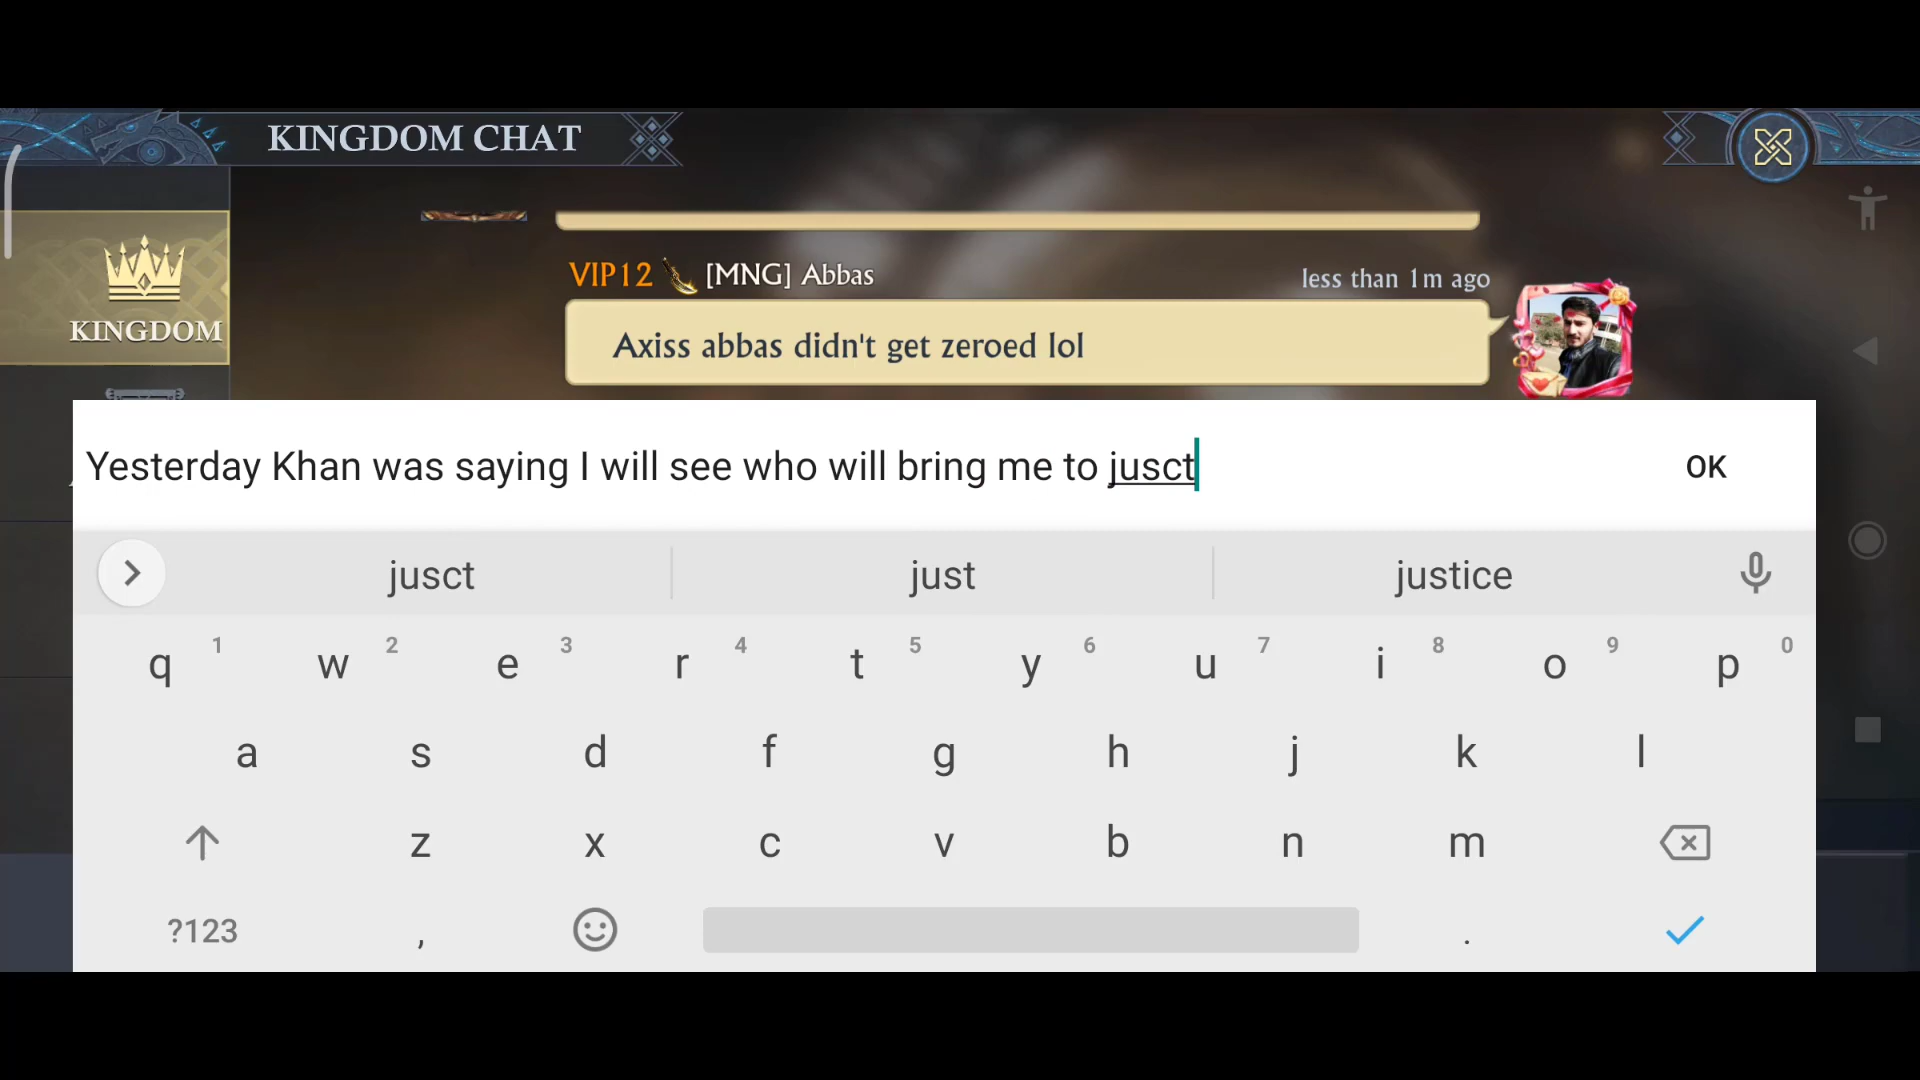 KINGDOM CHAT
KINGDOM
VIP12 [MNG] Abbas
less than 1m ago
Axiss abbas didn't get zeroed lol
Yesterday Khan was saying I will see who will bring me to jusct
OK
jusct just justice
q 1 w 2 e 3 r 4 t 5 y 6 u 7 i 8 o 9 p 0
a s d f g h j k l
z x c v b n m
?123 , .